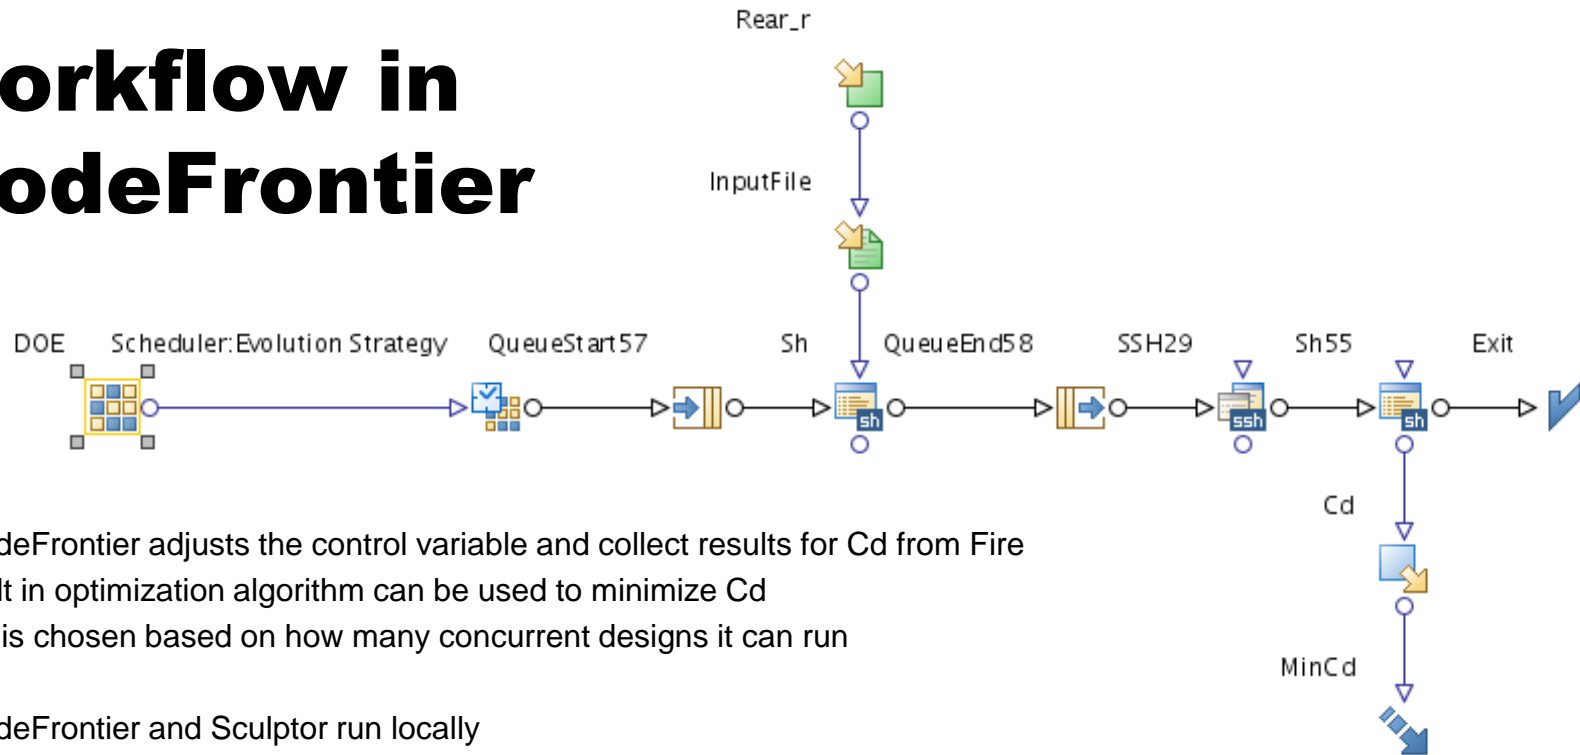 orkflow in
odeFrontier
Rear_r
InputFile
DOE Scheduler:Evolution Strategy QueueStart57 Sh QueueEnd58 SSH29 Sh55 Exit
sh ssh sh
Cd
MinCd
deFrontier adjusts the control variable and collect results for Cd from Fire
lt in optimization algorithm can be used to minimize Cd
is chosen based on how many concurrent designs it can run
deFrontier and Sculptor run locally